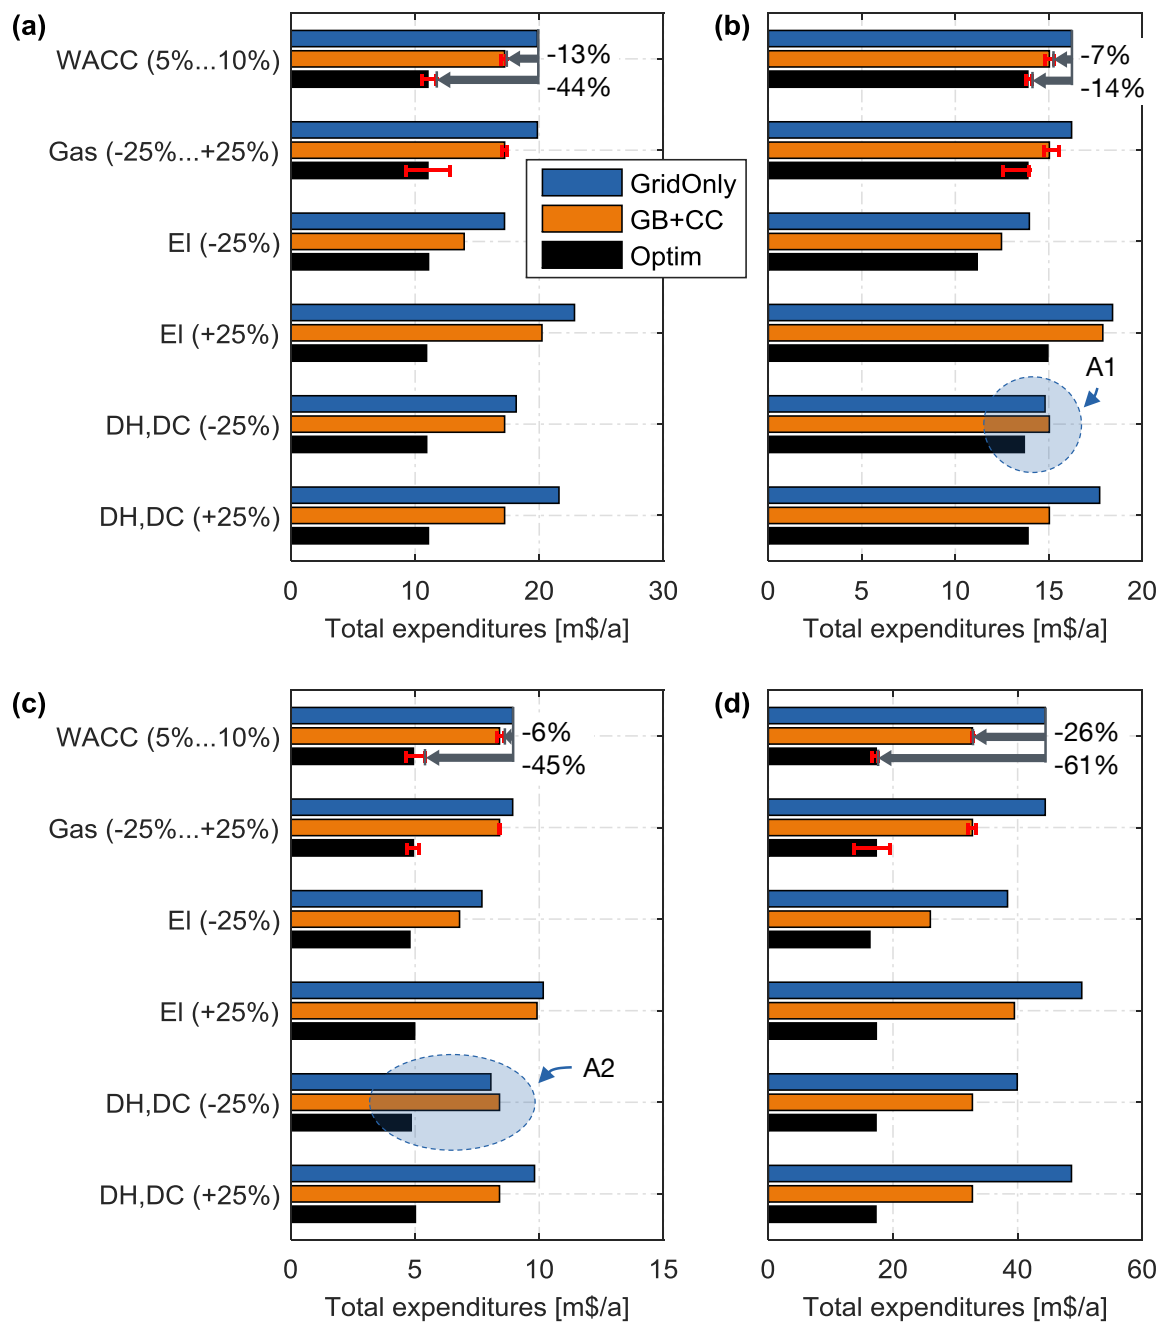 (a)
WACC (5%...10%)
-13%
-44%
Gas (-25%...+25%)
El (-25%)
El (+25%)
DH,DC (-25%)
DH,DC (+25%)
0 10 20 30
Total expenditures [m$/a]
(b)
-7%
-14%
GridOnly
GB+CC
Optim
A1
0 5 10 15 20
Total expenditures [m$/a]
(c)
WACC (5%...10%)
-6%
-45%
Gas (-25%...+25%)
El (-25%)
El (+25%)
A2
DH,DC (-25%)
DH,DC (+25%)
0 5 10 15
Total expenditures [m$/a]
(d)
-26%
-61%
0 20 40 60
Total expenditures [m$/a]